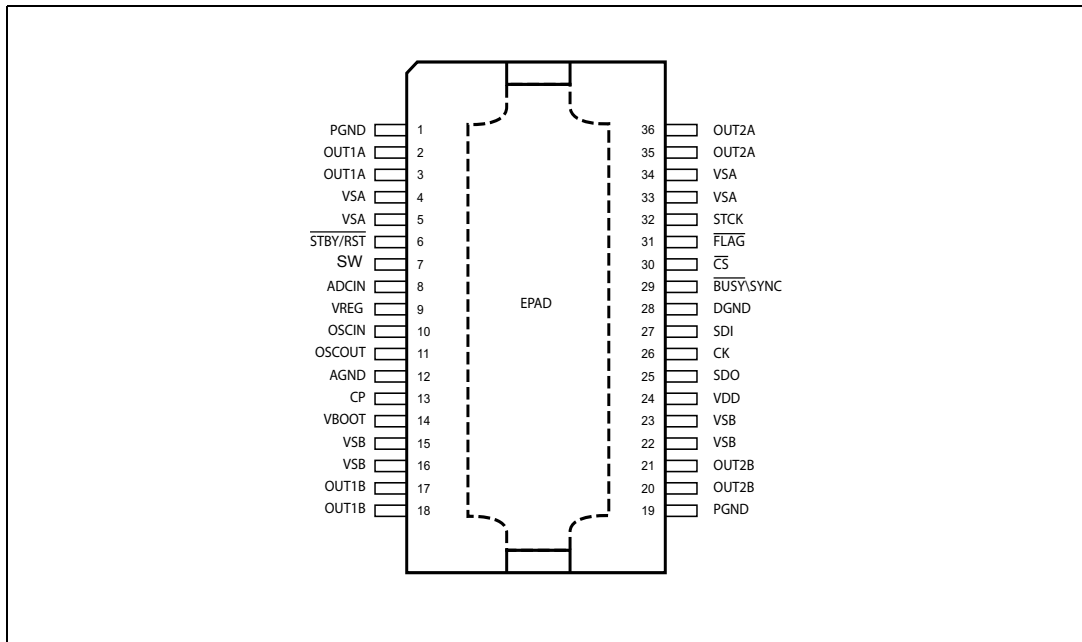 PGND 1
OUT1A 2
OUT1A 3
VSA 4
VSA 5
STBY/RST 6
SW 7
ADCIN 8
VREG 9
OSCIN 10
OSCOUT 11
AGND 12
CP 13
VBOOT 14
VSB 15
VSB 16
OUT1B 17
OUT1B 18
EPAD
36 OUT2A
35 OUT2A
34 VSA
33 VSA
32 STCK
31 FLAG
30 CS
29 BUSY\SYNC
28 DGND
27 SDI
26 CK
25 SDO
24 VDD
23 VSB
22 VSB
21 OUT2B
20 OUT2B
19 PGND